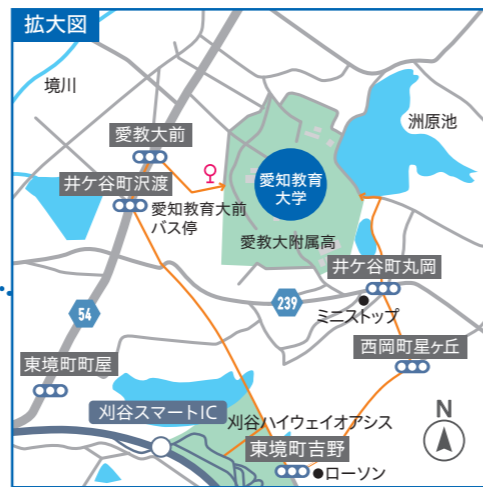 拡大図
境川
洲原池
愛教大前
井ケ谷町沢渡
愛知教育大前
バス停
愛知教育
大学
愛教大附属高
井ケ谷町丸岡
239
ミニストップ
54
西岡町星ヶ丘
東境町町屋
刈谷スマートIC
刈谷ハイウェイオアシス
東境町吉野
ローソン
N